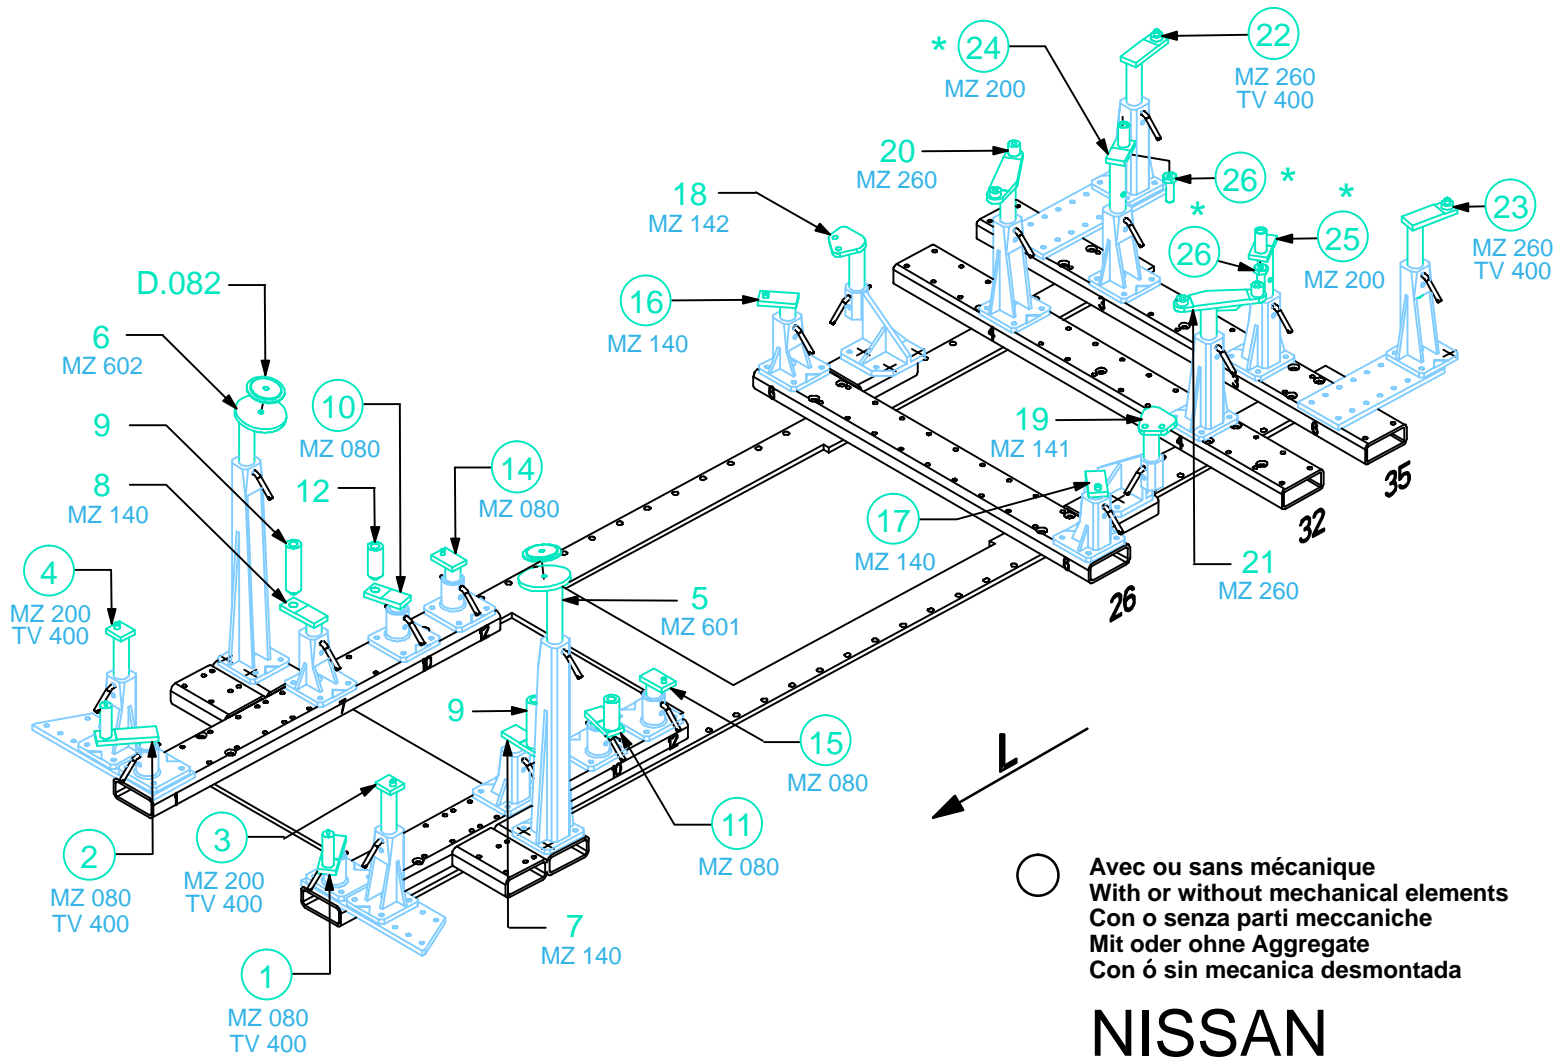 * 24
MZ 200
22
MZ 260
TV 400
20
MZ 260
26 *
*
18
MZ 142
*
26
25
MZ 200
23
MZ 260
TV 400
D.082
16
MZ 140
6
MZ 602
10
MZ 080
9
14
MZ 080
8
MZ 140
12
19
MZ 141
17
MZ 140
35
32
26
21
MZ 260
4
MZ 200
TV 400
5
MZ 601
9
15
MZ 080
L
11
MZ 080
2
MZ 080
TV 400
3
MZ 200
TV 400
7
MZ 140
1
MZ 080
TV 400
Avec ou sans mécanique
With or without mechanical elements
Con o senza parti meccaniche
Mit oder ohne Aggregate
Con ó sin mecanica desmontada
NISSAN